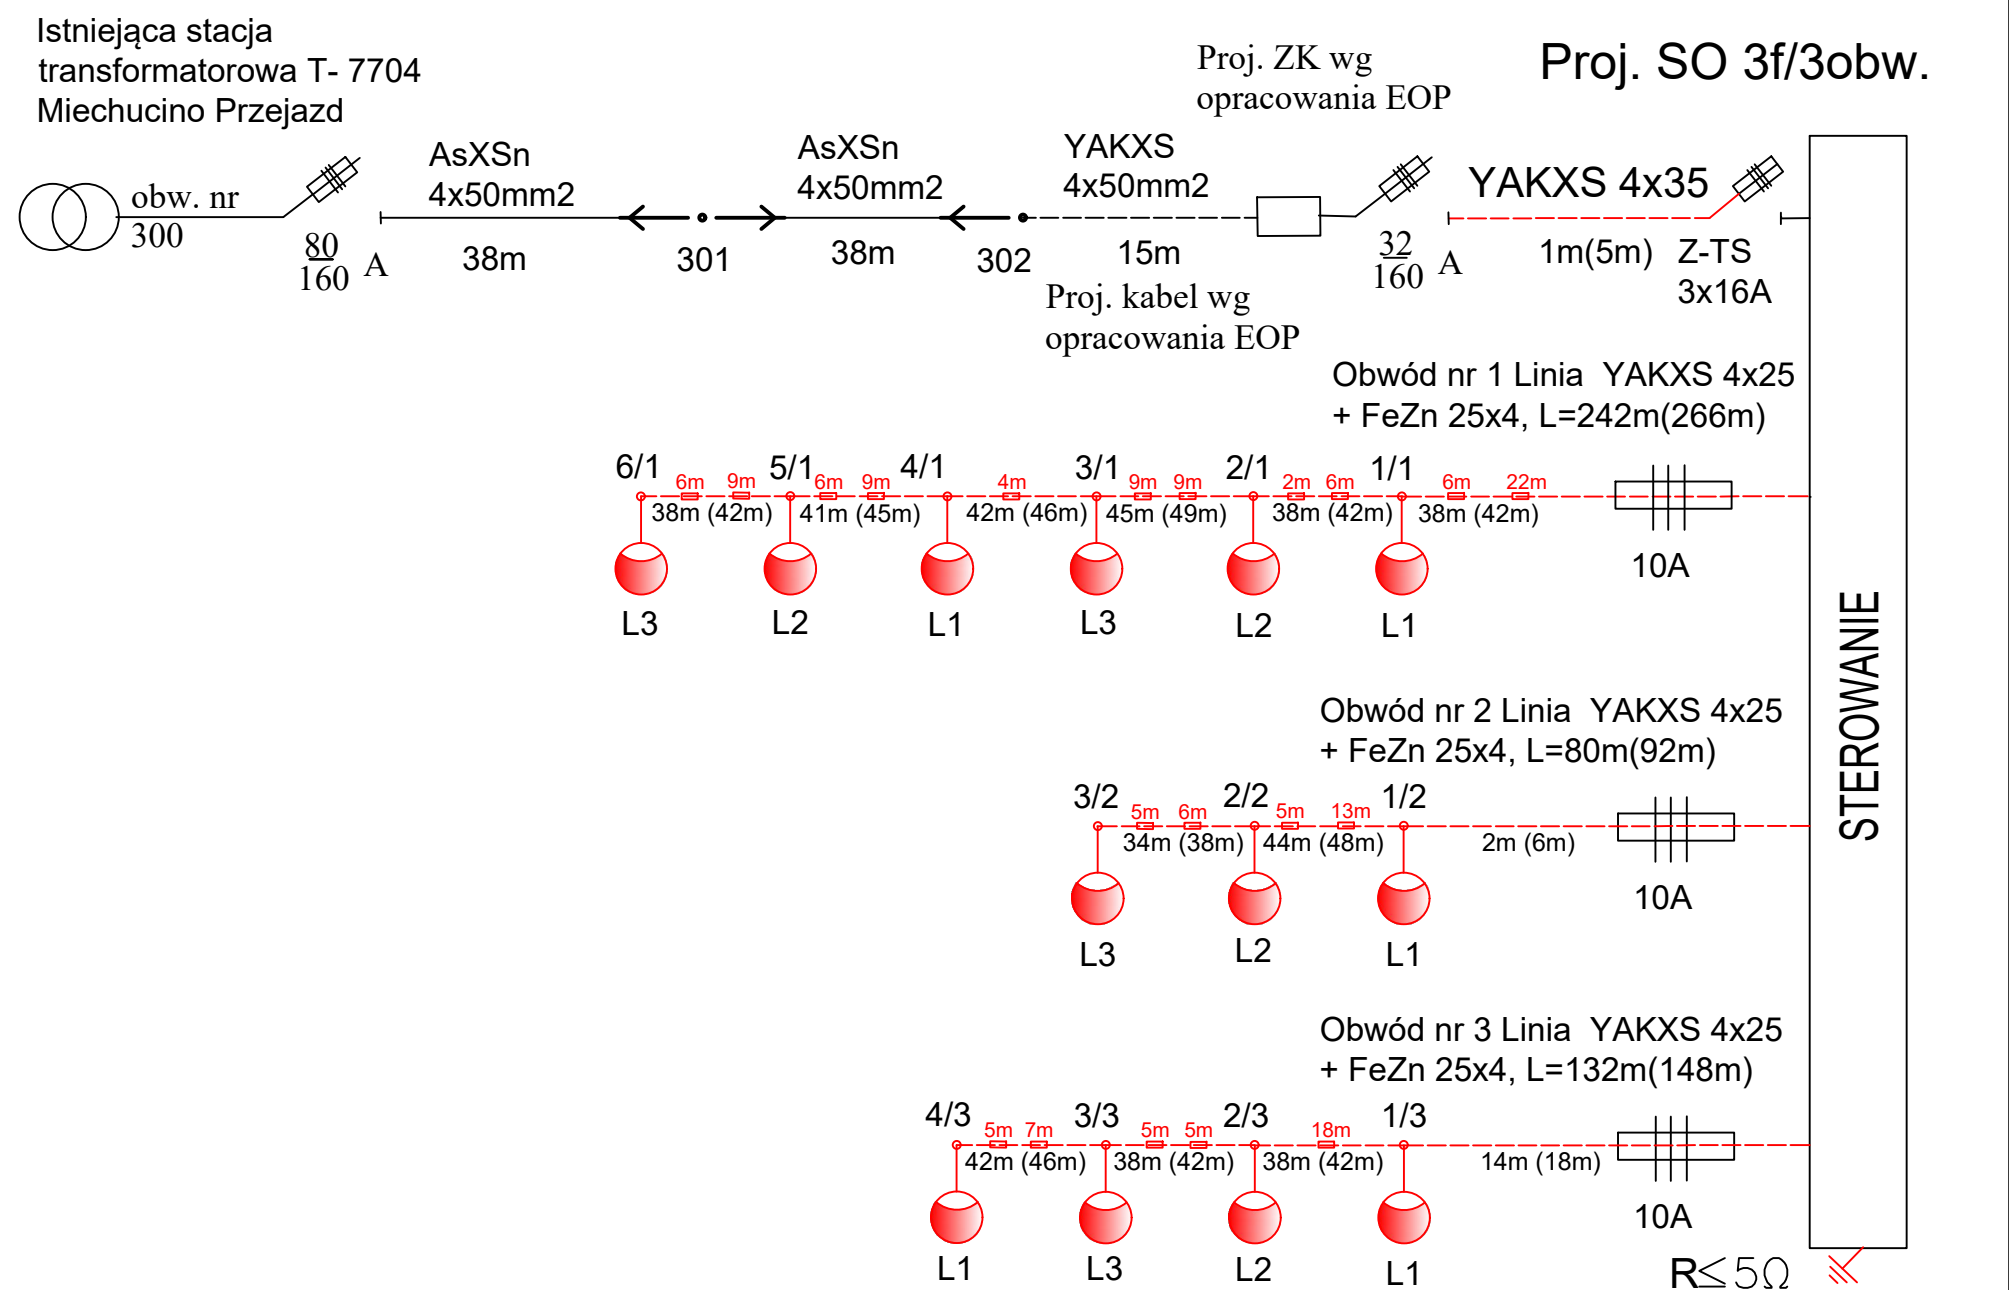 Istniejąca stacja
transformatorowa T- 7704
Miechucino Przejazd
Proj. ZK wg
opracowania EOP
Proj. SO 3f/3obw.
obw. nr
300
80
160 A
AsXSn
4x50mm2
38m
301
AsXSn
4x50mm2
38m
302
YAKXS
4x50mm2
15m
Proj. kabel wg
opracowania EOP
32
160 A
YAKXS 4x35
1m(5m)
Z-TS
3x16A
Obwód nr 1 Linia YAKXS 4x25
+ FeZn 25x4, L=242m(266m)
6/1 5/1 4/1 3/1 2/1 1/1
6m 9m 6m 9m 4m 9m 9m 2m 6m 6m 22m
38m (42m) 41m (45m) 42m (46m) 45m (49m) 38m (42m) 38m (42m)
10A
L3 L2 L1 L3 L2 L1
STEROWANIE
Obwód nr 2 Linia YAKXS 4x25
+ FeZn 25x4, L=80m(92m)
3/2 2/2 1/2
5m 6m 5m 13m
34m (38m) 44m (48m) 2m (6m)
10A
L3 L2 L1
Obwód nr 3 Linia YAKXS 4x25
+ FeZn 25x4, L=132m(148m)
4/3 3/3 2/3 1/3
5m 7m 5m 5m 18m
42m (46m) 38m (42m) 38m (42m) 14m (18m)
10A
L1 L3 L2 L1
R≤5Ω